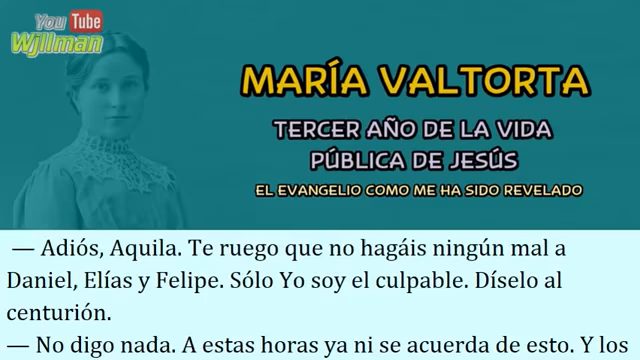 You Tube
Wjllman
MARÍA VALTORTA
TERCER AÑO DE LA VIDA
PÚBLICA DE JESÚS
EL EVANGELIO COMO ME HA SIDO REVELADO
— Adiós, Aquila. Te ruego que no hagáis ningún mal a
Daniel, Elías y Felipe. Sólo Yo soy el culpable. Díselo al
centurión.
— No digo nada. A estas horas ya ni se acuerda de esto. Y los